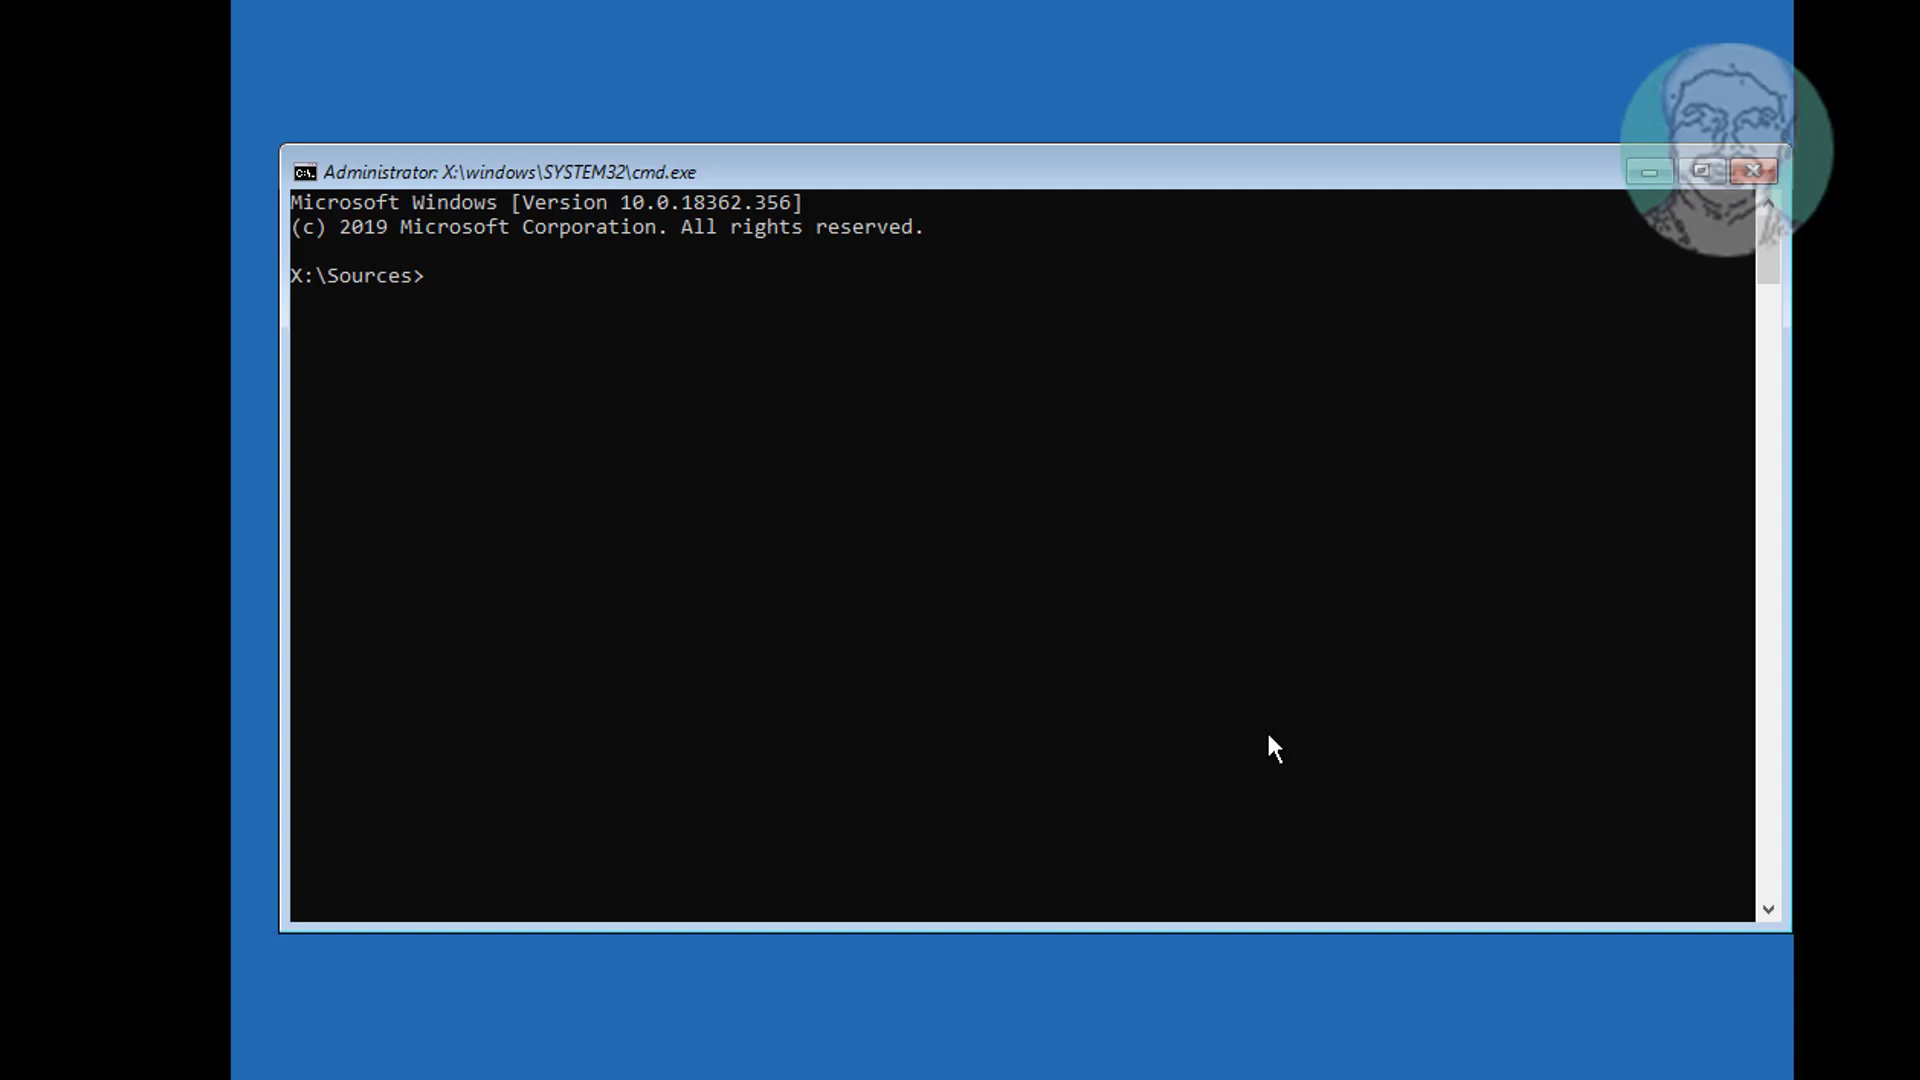 Administrator: X:\windows\SYSTEM32\cmd.exe
Microsoft Windows [Version 10.0.18362.356]
(c) 2019 Microsoft Corporation. All rights reserved.
X:\Sources>